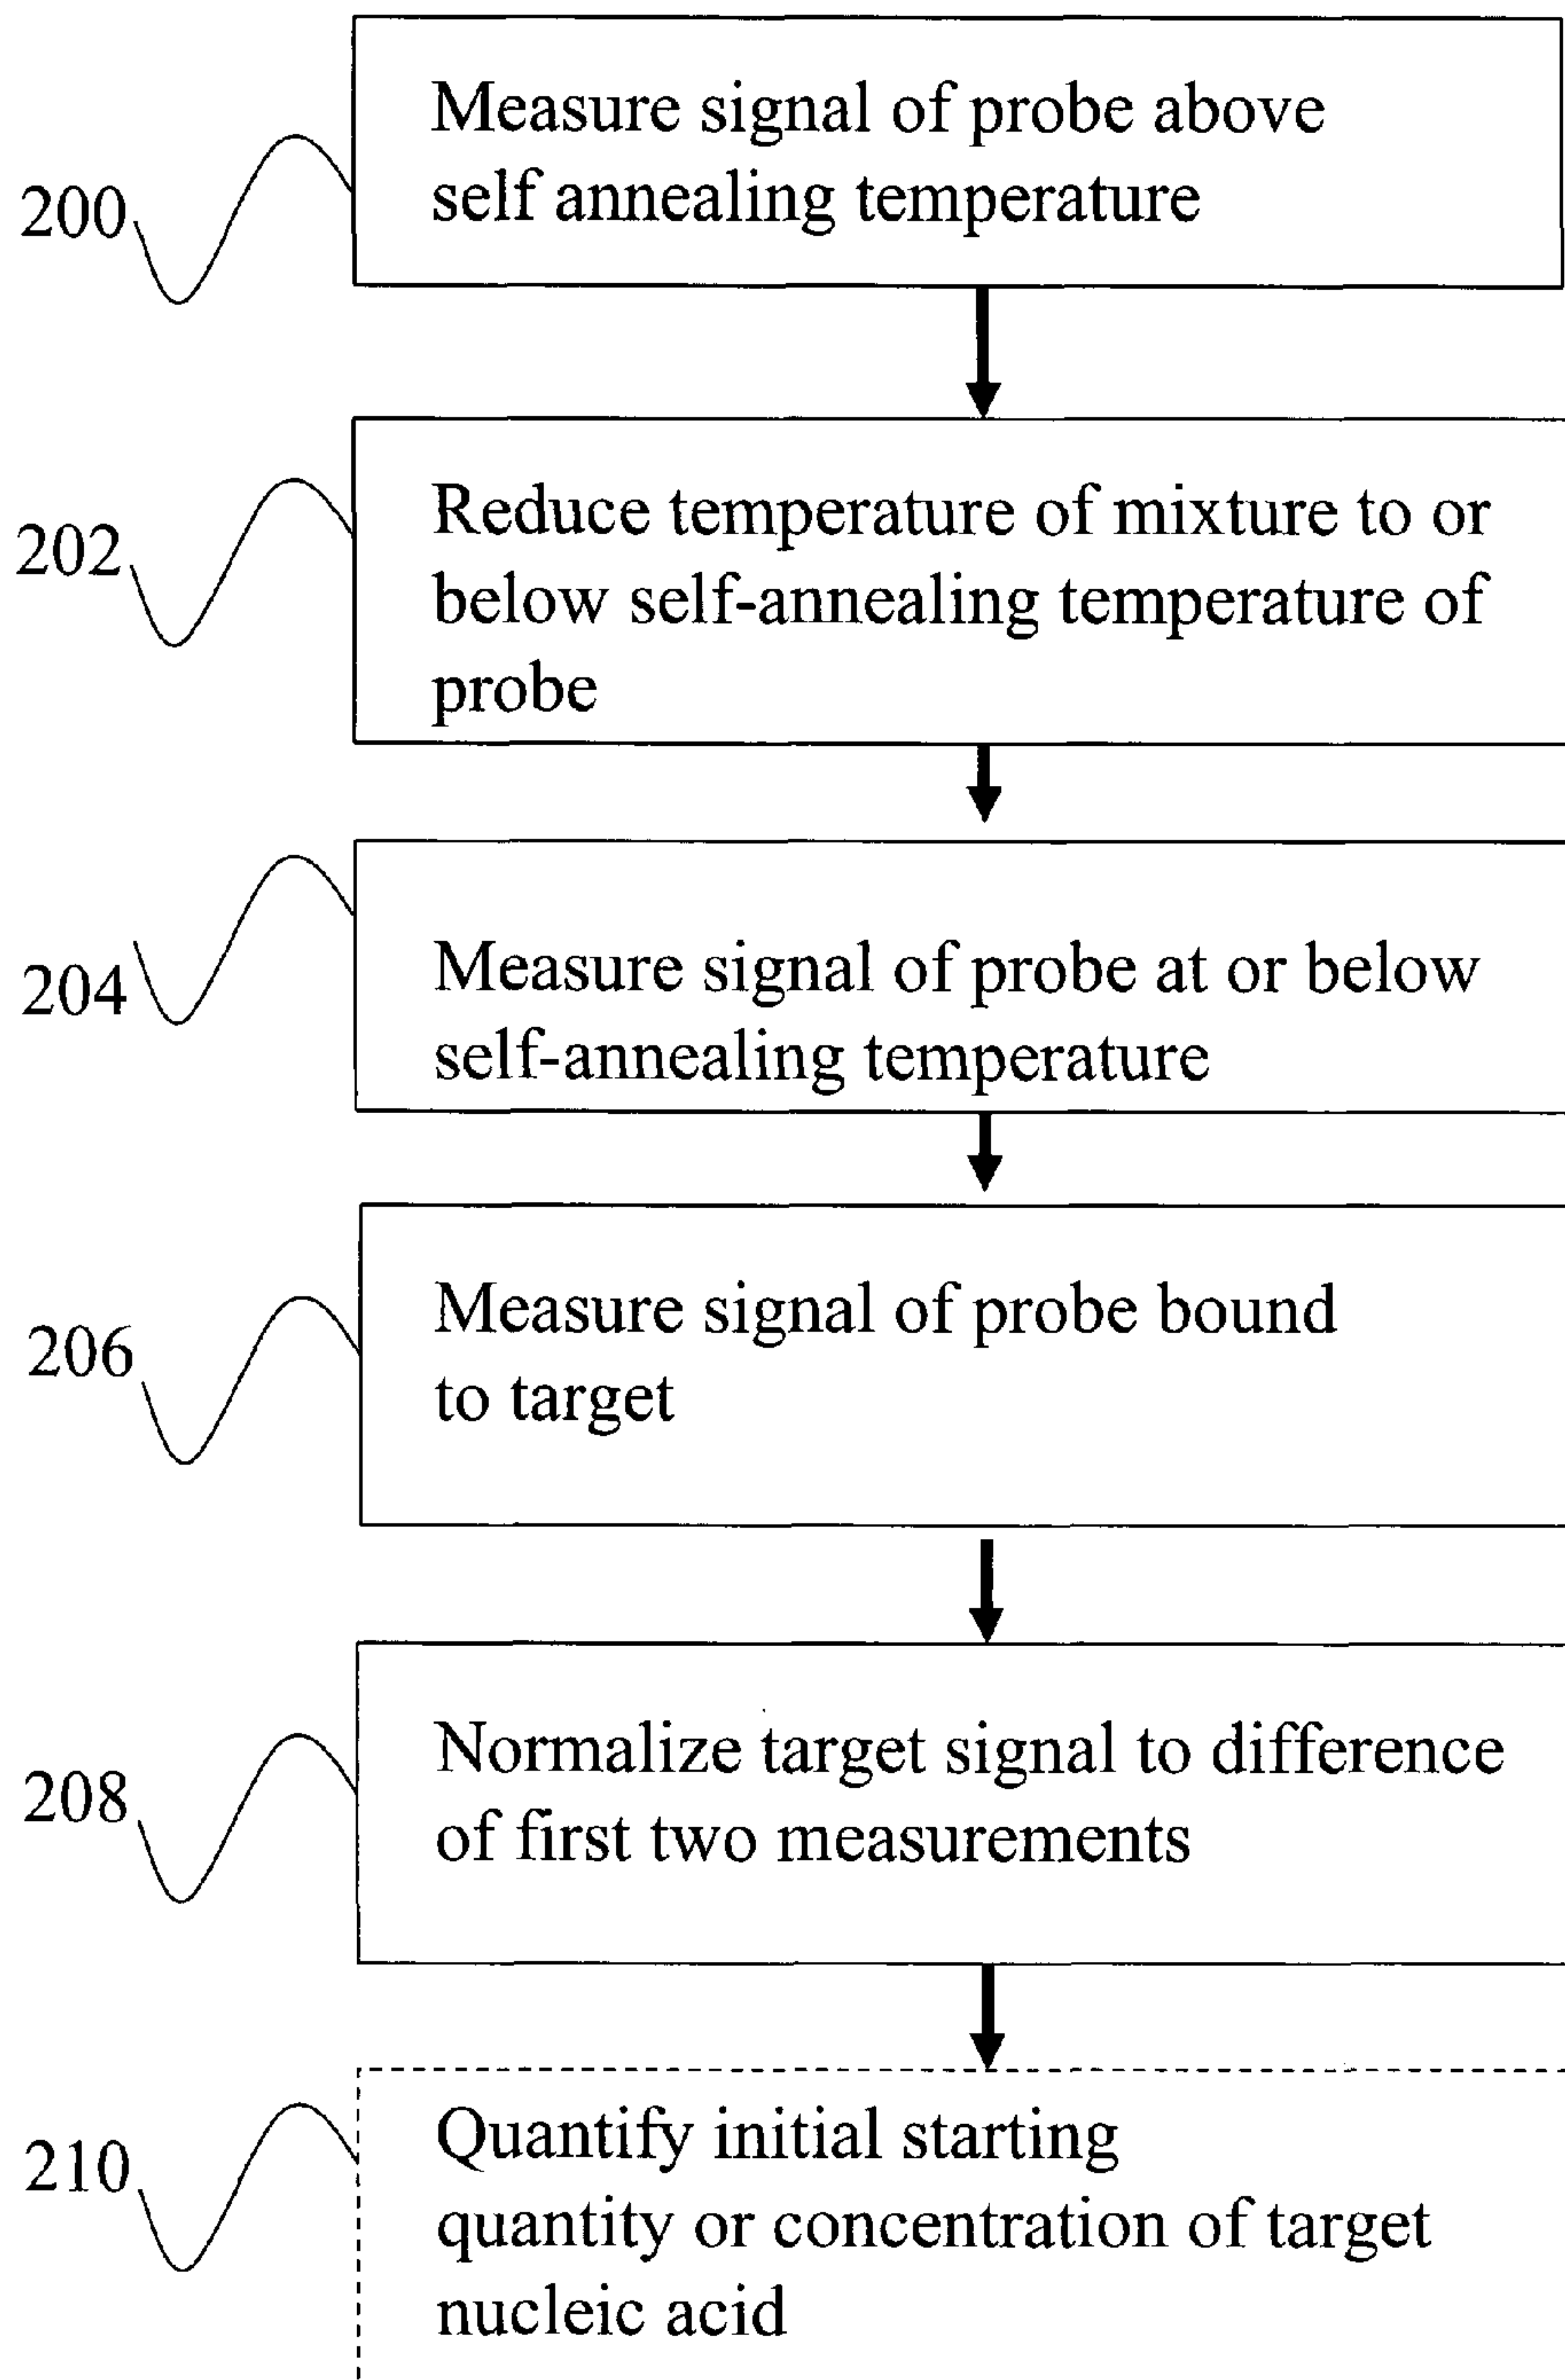 Measure signal of probe above
self annealing temperature
200
Reduce temperature of mixture to or
below self-annealing temperature of
probe
202
Measure signal of probe at or below
self-annealing temperature
204
Measure signal of probe bound
to target
206
Normalize target signal to difference
of first two measurements
208
Quantify initial starting
quantity or concentration of target
nucleic acid
210